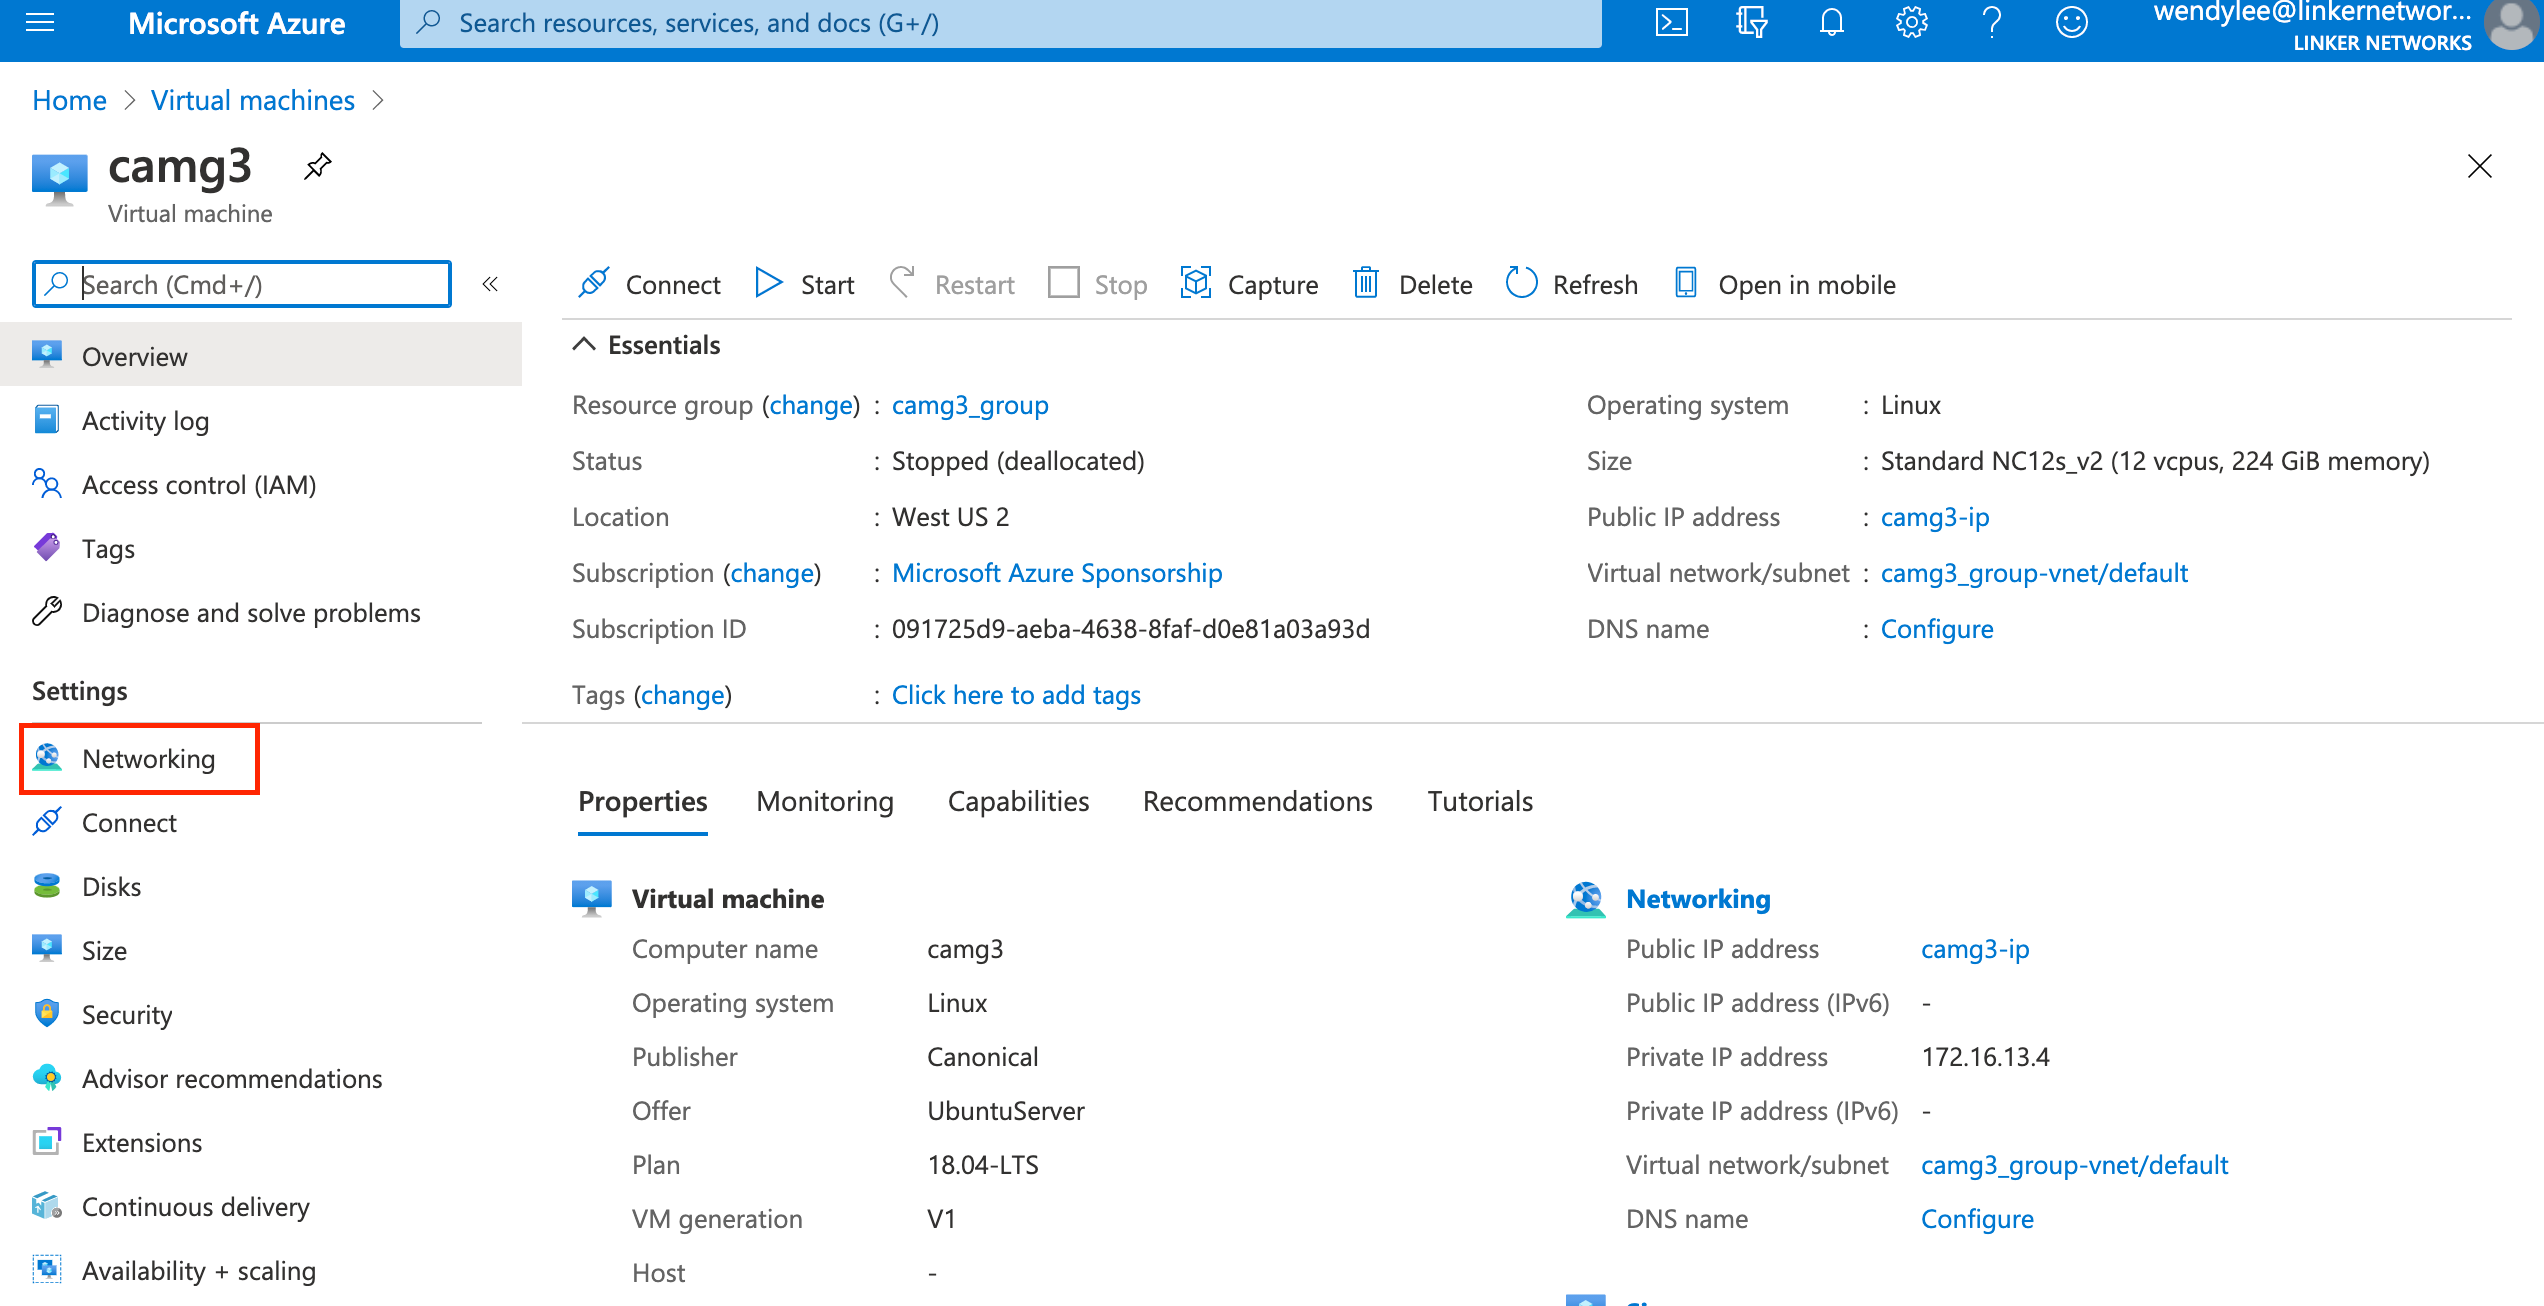 Microsoft Azure
Search resources, services, and docs (G+/)
wendylee@linkernetwor...
LINKER NETWORKS
Home > Virtual machines >
camg3
Virtual machine
Search (Cmd+/)
«
Connect Start Restart Stop Capture Delete Refresh Open in mobile
Overview
Activity log
Access control (IAM)
Tags
Diagnose and solve problems
Settings
Networking
Connect
Disks
Size
Security
Advisor recommendations
Extensions
Continuous delivery
Availability + scaling
Essentials
Resource group (change) : camg3_group
Status : Stopped (deallocated)
Location : West US 2
Subscription (change) : Microsoft Azure Sponsorship
Subscription ID : 091725d9-aeba-4638-8faf-d0e81a03a93d
Tags (change) : Click here to add tags
Operating system : Linux
Size : Standard NC12s_v2 (12 vcpus, 224 GiB memory)
Public IP address : camg3-ip
Virtual network/subnet : camg3_group-vnet/default
DNS name : Configure
Properties Monitoring Capabilities Recommendations Tutorials
Virtual machine
Computer name camg3
Operating system Linux
Publisher Canonical
Offer UbuntuServer
Plan 18.04-LTS
VM generation V1
Host -
Networking
Public IP address camg3-ip
Public IP address (IPv6) -
Private IP address 172.16.13.4
Private IP address (IPv6) -
Virtual network/subnet camg3_group-vnet/default
DNS name Configure